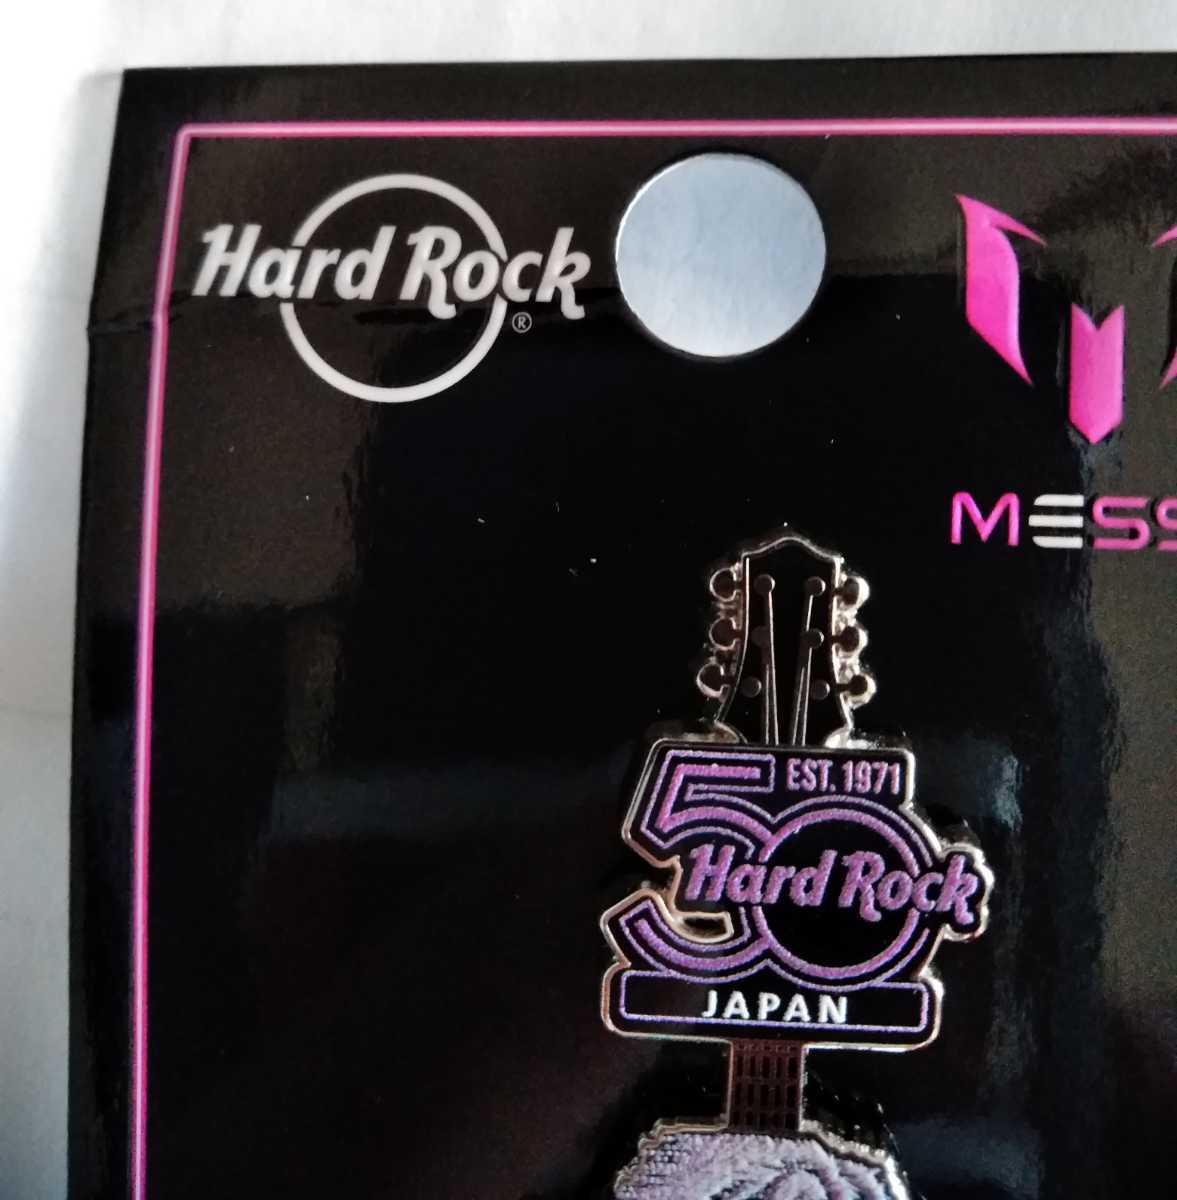 Hard Rock
®
MESS
EST. 1971
50
Hard Rock
JAPAN